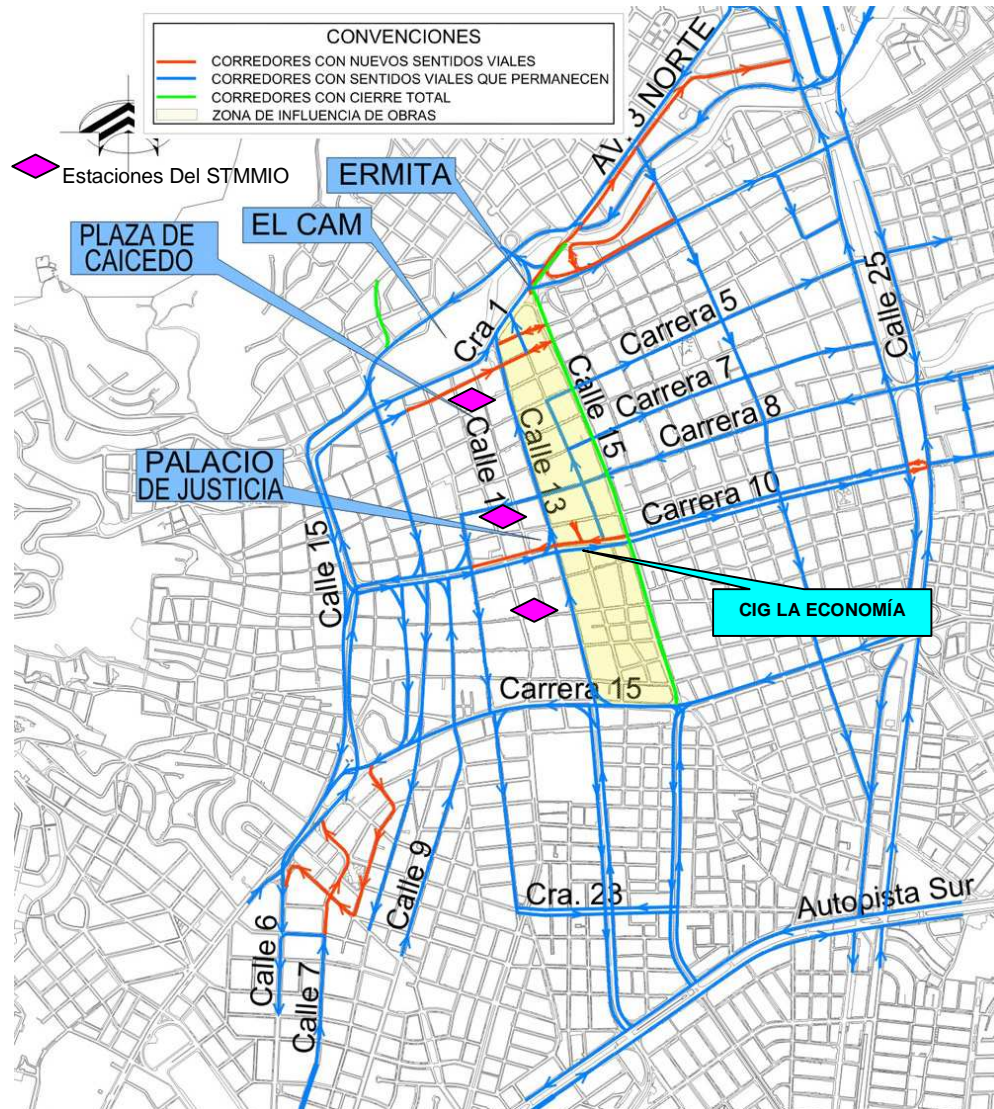 CONVENCIONES
CORREDORES CON NUEVOS SENTIDOS VIALES
CORREDORES CON SENTIDOS VIALES QUE PERMANECEN
CORREDORES CON CIERRE TOTAL
ZONA DE INFLUENCIA DE OBRAS
Estaciones Del STMMIO
AV. 3 NORTE
ERMITA
EL CAM
PLAZA DE
CAICEDO
Cra 1
Calle 25
Carrera 5
Calle 15
Carrera 7
Carrera 8
Calle 13
Calle 1
PALACIO
DE JUSTICIA
Carrera 10
Calle 15
CIG LA ECONOMÍA
Carrera 15
Calle 9
Cra. 23
Autopista Sur
Calle 6
Calle 7